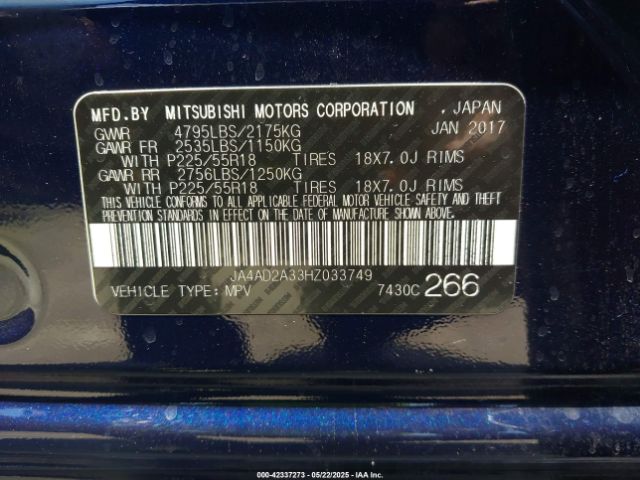 MFD.BY MITSUBISHI MOTORS CORPORATION , JAPAN
GVWR 4795LBS/2175KG JAN 2017
GAWR FR 2535LBS/1150KG
WITH P225/55R18 TIRES 18X7.0J RIMS
GAWR RR 2756LBS/1250KG
WITH P225/55R18 TIRES 18X7.0J RIMS
THIS VEHICLE CONFORMS TO ALL APPLICABLE FEDERAL MOTOR VEHICLE SAFETY AND THEFT
PREVENTION STANDARDS IN EFFECT ON THE DATE OF MANUFACTURE SHOWN ABOVE.
JA4AD2A33HZ033749
VEHICLE TYPE: MPV 7430C 266
000-42337273 - 05/22/2025 - IAA Inc.